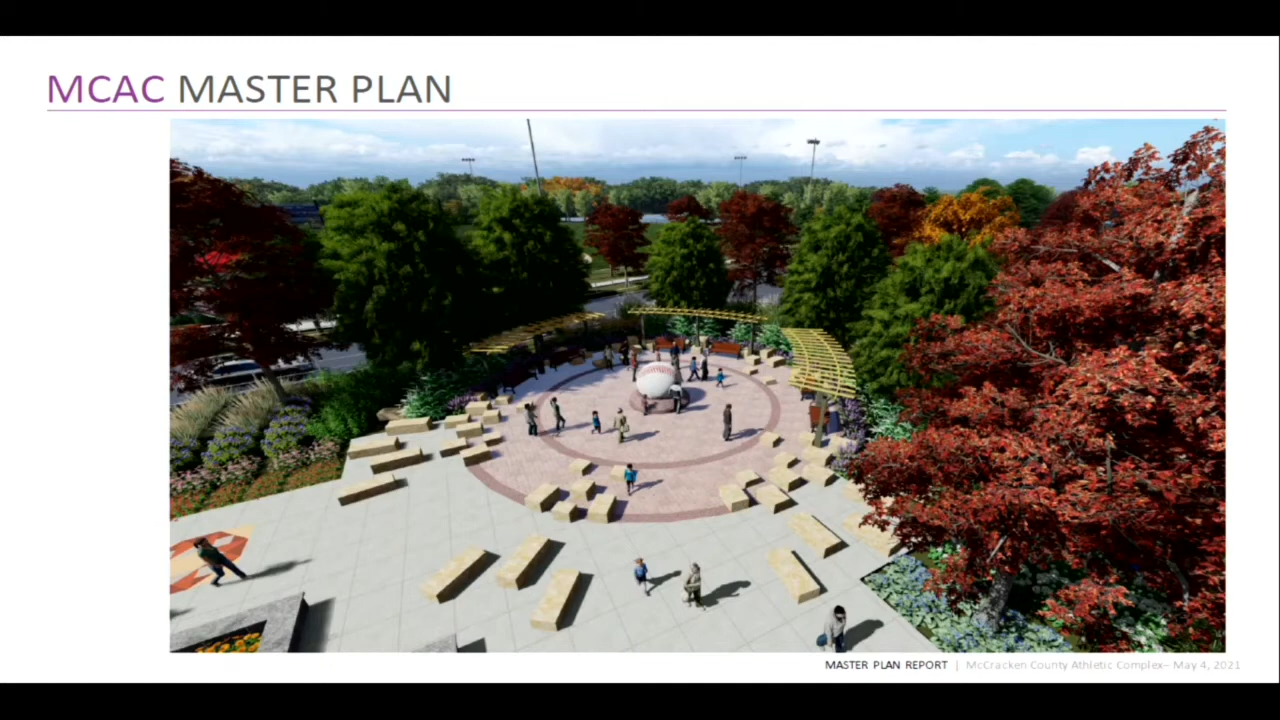 MCAC MASTER PLAN
MASTER PLAN REPORT | McCracken County Athletic Complex– May 4, 2021